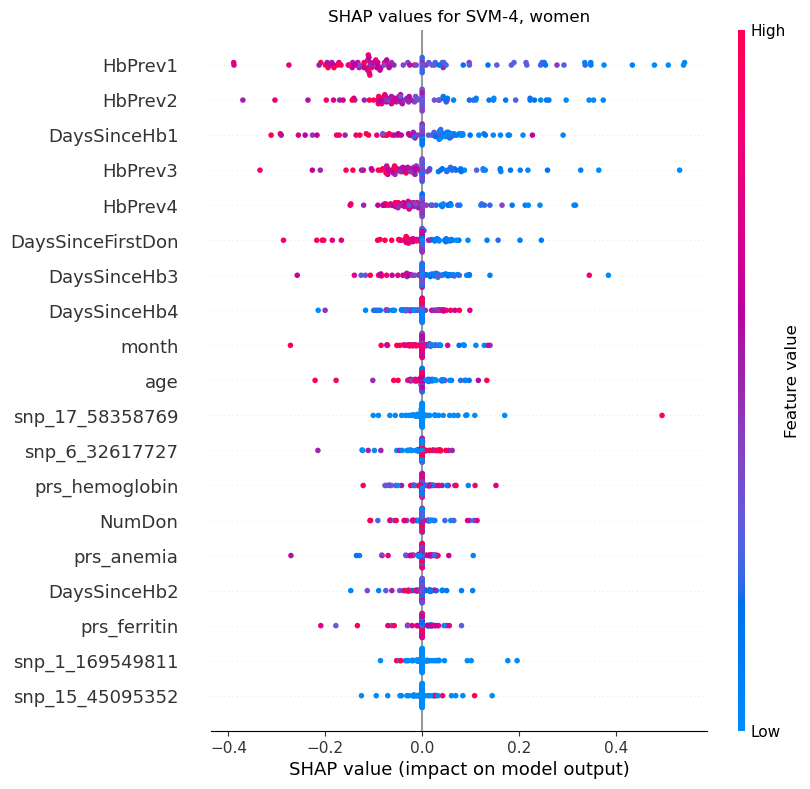 SHAP values for SVM-4, women
High
HbPrev1
HbPrev2
DaysSinceHb1
HbPrev3
HbPrev4
DaysSinceFirstDon
DaysSinceHb3
DaysSinceHb4
month
age
snp_17_58358769
snp_6_32617727
prs_hemoglobin
NumDon
prs_anemia
DaysSinceHb2
prs_ferritin
snp_1_169549811
snp_15_45095352
Feature value
Low
−0.4 −0.2 0.0 0.2 0.4
SHAP value (impact on model output)